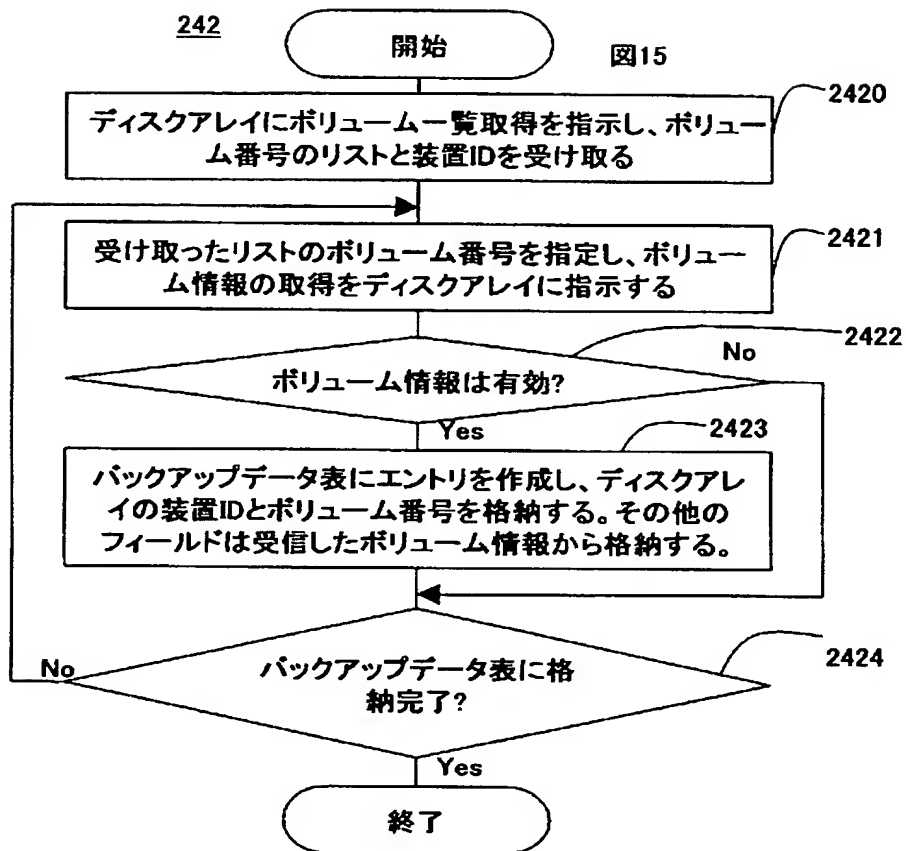 242
開始
図15
2420
ディスクアレイにボリューム一覧取得を指示し、ボリュー
ム番号のリストと装置IDを受け取る
2421
受け取ったリストのボリューム番号を指定し、ボリュー
ム情報の取得をディスクアレイに指示する
2422
No
ボリューム情報は有効?
Yes
2423
バックアップデータ表にエントリを作成し、ディスクアレ
イの装置IDとボリューム番号を格納する。その他の
フィールドは受信したボリューム情報から格納する。
No
2424
バックアップデータ表に格
納完了?
Yes
終了